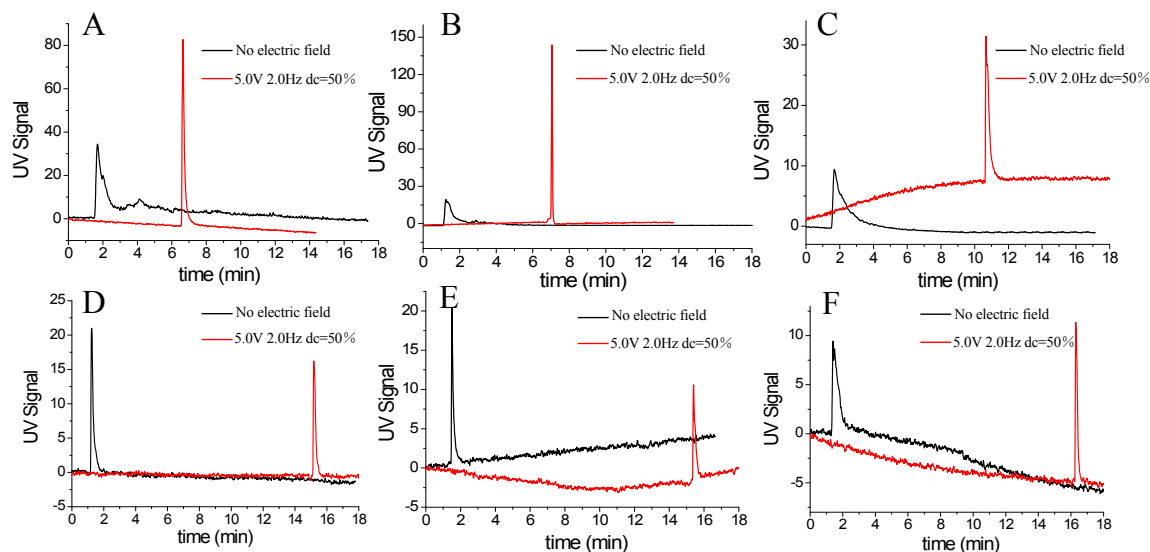 A
UV Signal
80
60
40
20
0
No electric field
5.0V 2.0Hz dc=50%
0 2 4 6 8 10 12 14 16 18
time (min)
B
UV Signal
150
120
90
60
30
0
No electric field
5.0V 2.0Hz dc=50%
0 2 4 6 8 10 12 14 16 18
time (min)
C
UV Signal
30
20
10
0
No electric field
5.0V 2.0Hz dc=50%
0 2 4 6 8 10 12 14 16 18
time (min)
D
UV Signal
25
20
15
10
5
0
-5
No electric field
5.0V 2.0Hz dc=50%
0 2 4 6 8 10 12 14 16 18
time (min)
E
UV Signal
20
15
10
5
0
-5
No electric field
5.0V 2.0Hz dc=50%
0 2 4 6 8 10 12 14 16 18
time (min)
F
UV Signal
10
5
0
-5
No electric field
5.0V 2.0Hz dc=50%
0 2 4 6 8 10 12 14 16 18
time (min)